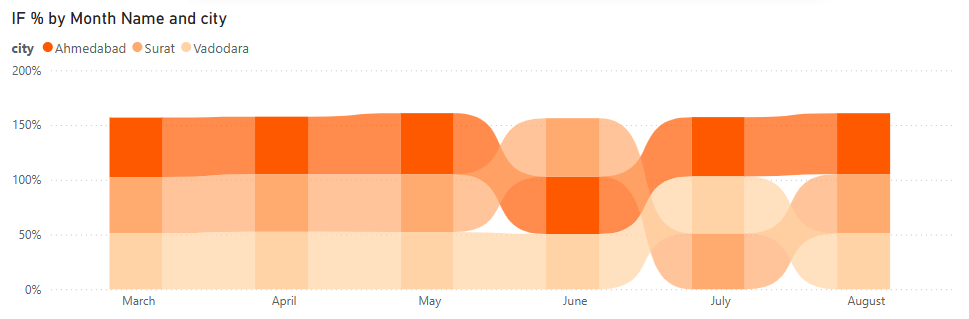 IF % by Month Name and city
city Ahmedabad Surat Vadodara
200%
150%
100%
50%
0%
March April May June July August